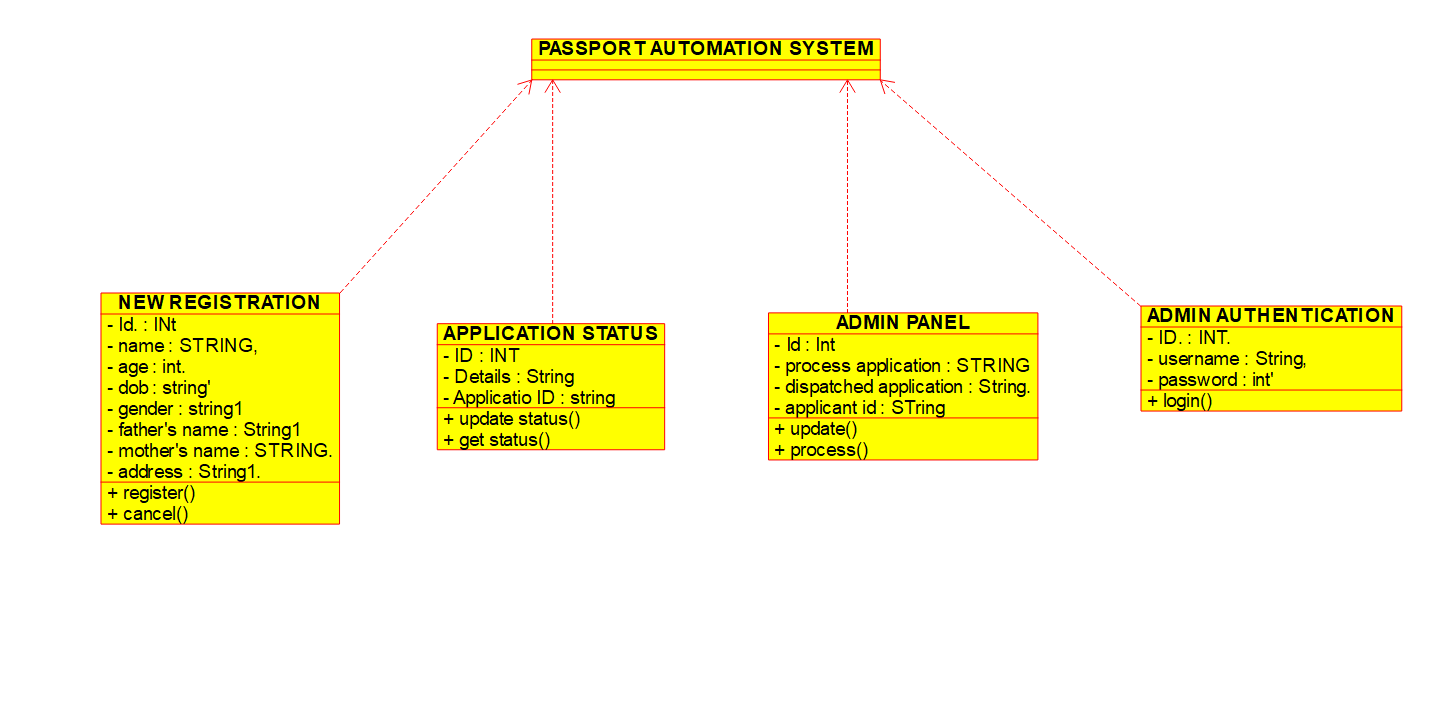 PASSPORT AUTOMATION SYSTEM
NEW REGISTRATION
- Id. : INt
- name : STRING,
- age : int.
- dob : string'
- gender : string1
- father's name : String1
- mother's name : STRING.
- address : String1.
+ register()
+ cancel()
APPLICATION STATUS
- ID : INT
- Details : String
- Applicatio ID : string
+ update status()
+ get status()
ADMIN PANEL
- Id : Int
- process application : STRING
- dispatched application : String.
- applicant id : STring
+ update()
+ process()
ADMIN AUTHENTICATION
- ID. : INT.
- username : String,
- password : int'
+ login()